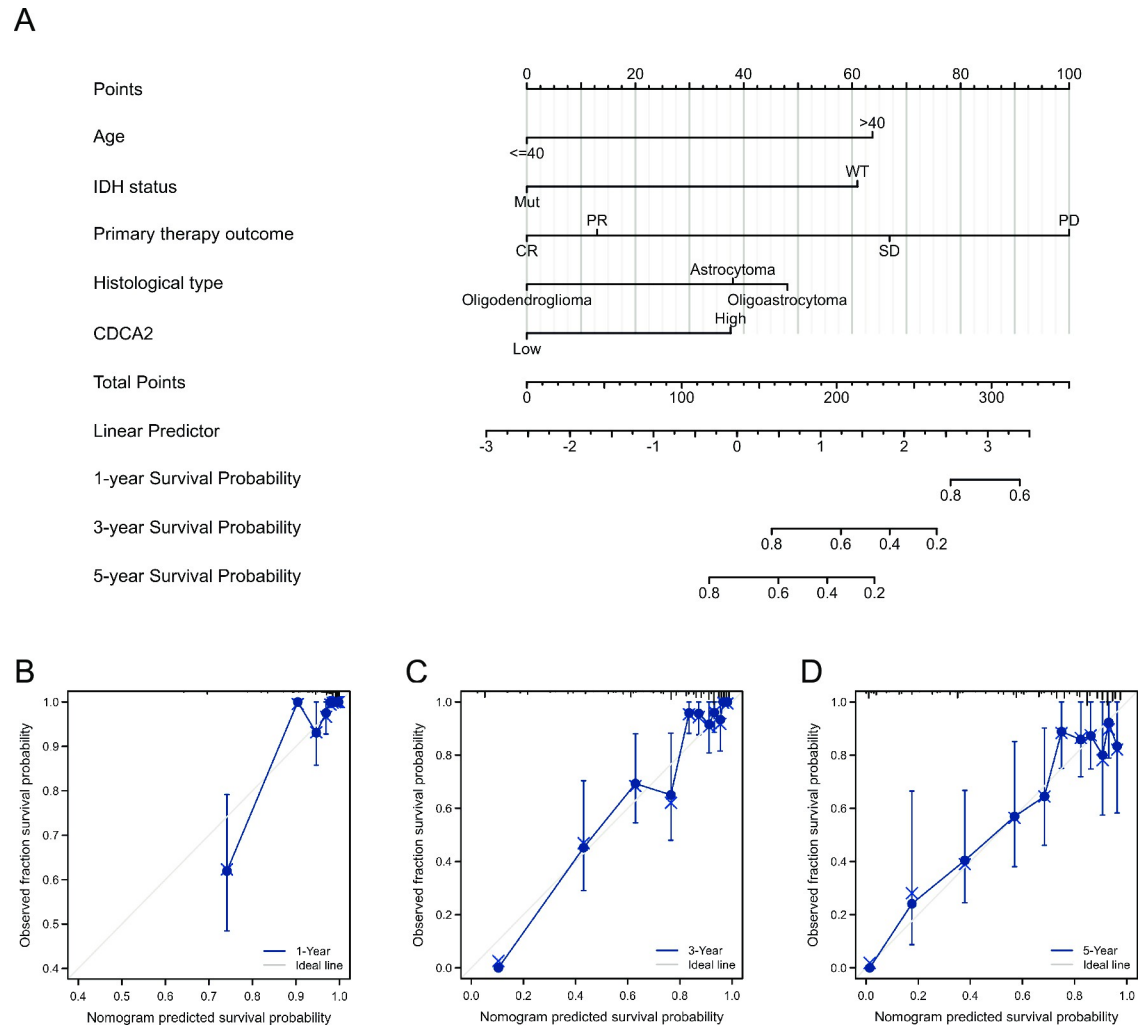 A
Points
0 20 40 60 80 100
Age
>40
<=40
IDH status
WT
Mut
Primary therapy outcome
PR PD
CR SD
Histological type
Astrocytoma
Oligodendroglioma Oligoastrocytoma
CDCA2
High
Low
Total Points
0 100 200 300
Linear Predictor
-3 -2 -1 0 1 2 3
1-year Survival Probability
0.8 0.6
3-year Survival Probability
0.8 0.6 0.4 0.2
5-year Survival Probability
0.8 0.6 0.4 0.2
B
Observed fraction survival probability
1.0
0.9
0.8
0.7
0.6
0.5
0.4
1-Year
Ideal line
0.4 0.5 0.6 0.7 0.8 0.9 1.0
Nomogram predicted survival probability
C
Observed fraction survival probability
1.0
0.8
0.6
0.4
0.2
0.0
3-Year
Ideal line
0.0 0.2 0.4 0.6 0.8 1.0
Nomogram predicted survival probability
D
Observed fraction survival probability
1.0
0.8
0.6
0.4
0.2
0.0
5-Year
Ideal line
0.0 0.2 0.4 0.6 0.8 1.0
Nomogram predicted survival probability